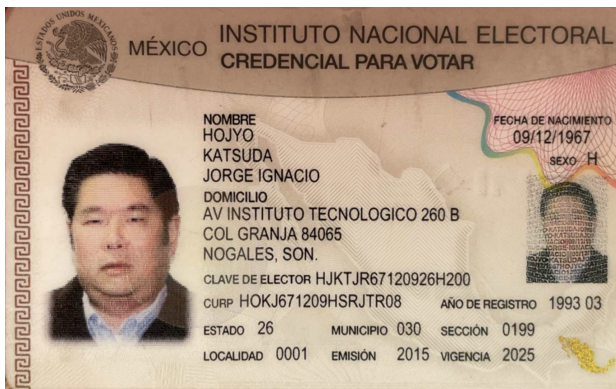 ESTADOS UNIDOS MEXICANOS
MÉXICO INSTITUTO NACIONAL ELECTORAL
CREDENCIAL PARA VOTAR
NOMBRE
HOJYO
KATSUDA
JORGE IGNACIO
DOMICILIO
AV INSTITUTO TECNOLOGICO 260 B
COL GRANJA 84065
NOGALES, SON.
FECHA DE NACIMIENTO
09/12/1967
SEXO H
CLAVE DE ELECTOR HJKTJR67120926H200
CURP HOKJ671209HSRJTR08 AÑO DE REGISTRO 1993 03
ESTADO 26 MUNICIPIO 030 SECCIÓN 0199
LOCALIDAD 0001 EMISIÓN 2015 VIGENCIA 2025